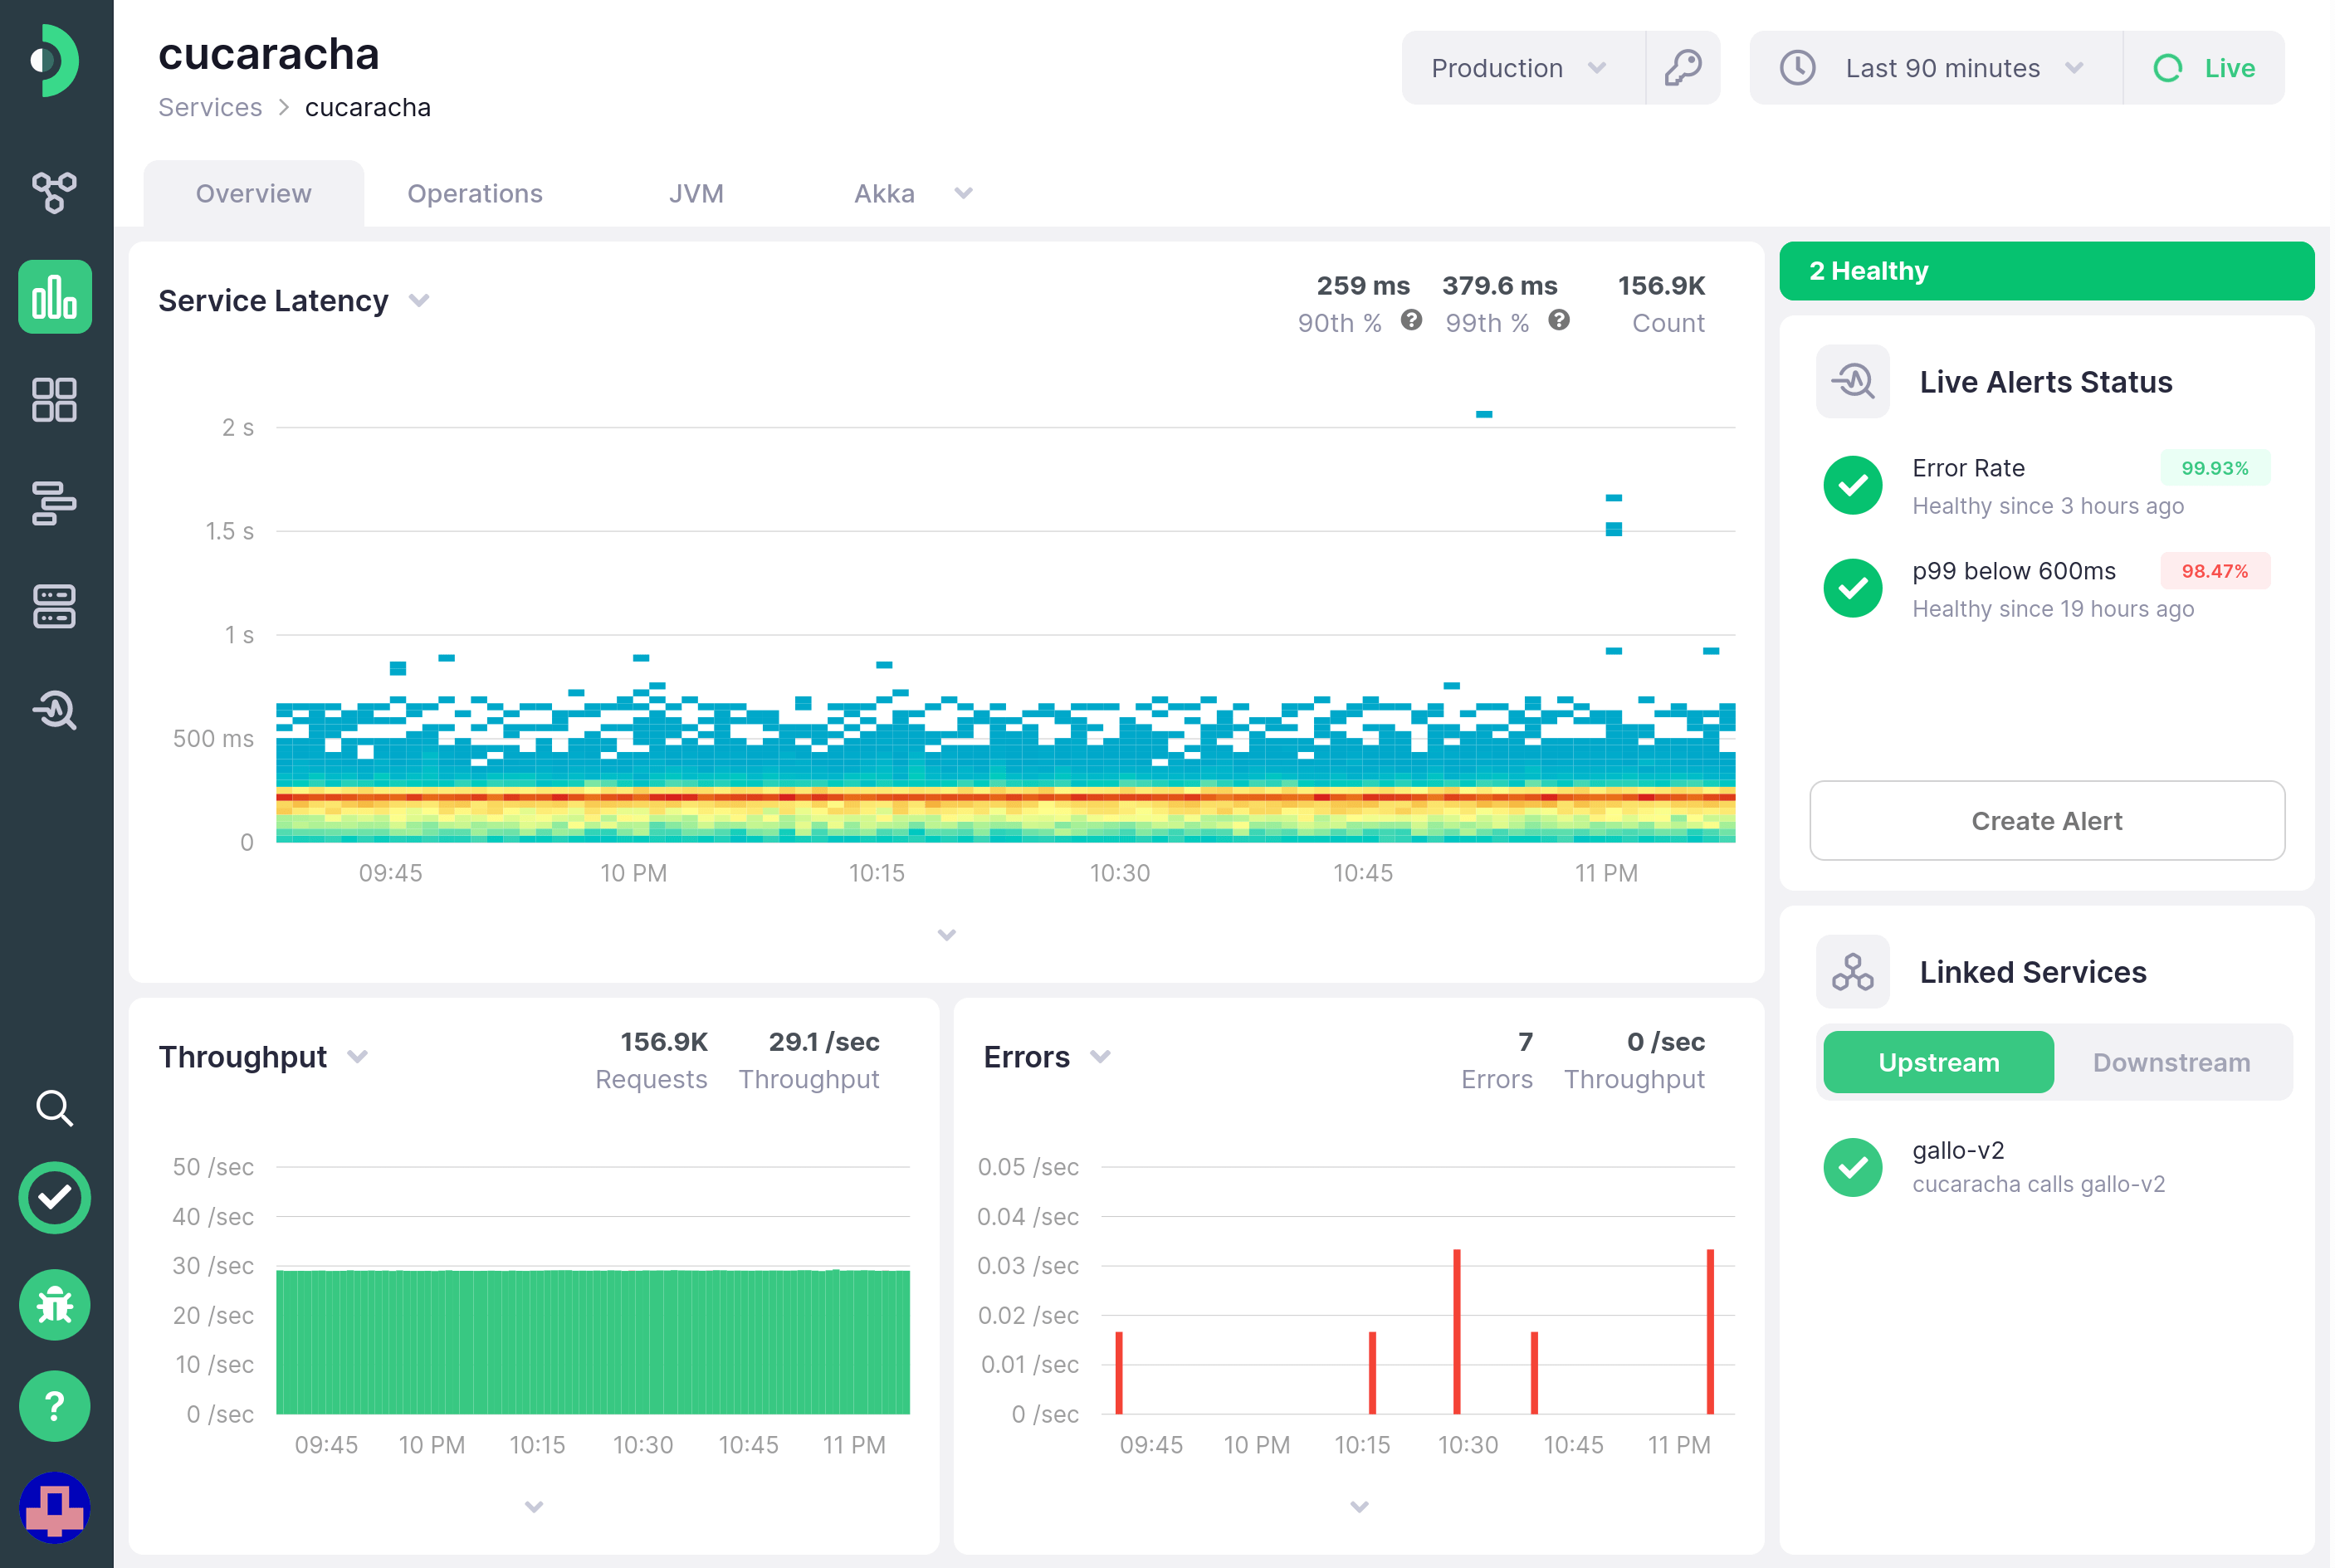 cucaracha
Services > cucaracha
Production
Last 90 minutes
Live
Overview
Operations
JVM
Akka
Service Latency
259 ms 379.6 ms 156.9K
90th % ? 99th % ? Count
2 s
1.5 s
1 s
500 ms
0
09:45 10 PM 10:15 10:30 10:45 11 PM
Throughput
156.9K 29.1 /sec
Requests Throughput
50 /sec
40 /sec
30 /sec
20 /sec
10 /sec
0 /sec
09:45 10 PM 10:15 10:30 10:45 11 PM
Errors
7 0 /sec
Errors Throughput
0.05 /sec
0.04 /sec
0.03 /sec
0.02 /sec
0.01 /sec
0 /sec
09:45 10 PM 10:15 10:30 10:45 11 PM
2 Healthy
Live Alerts Status
Error Rate 99.93%
Healthy since 3 hours ago
p99 below 600ms 98.47%
Healthy since 19 hours ago
Create Alert
Linked Services
Upstream Downstream
gallo-v2
cucaracha calls gallo-v2
?